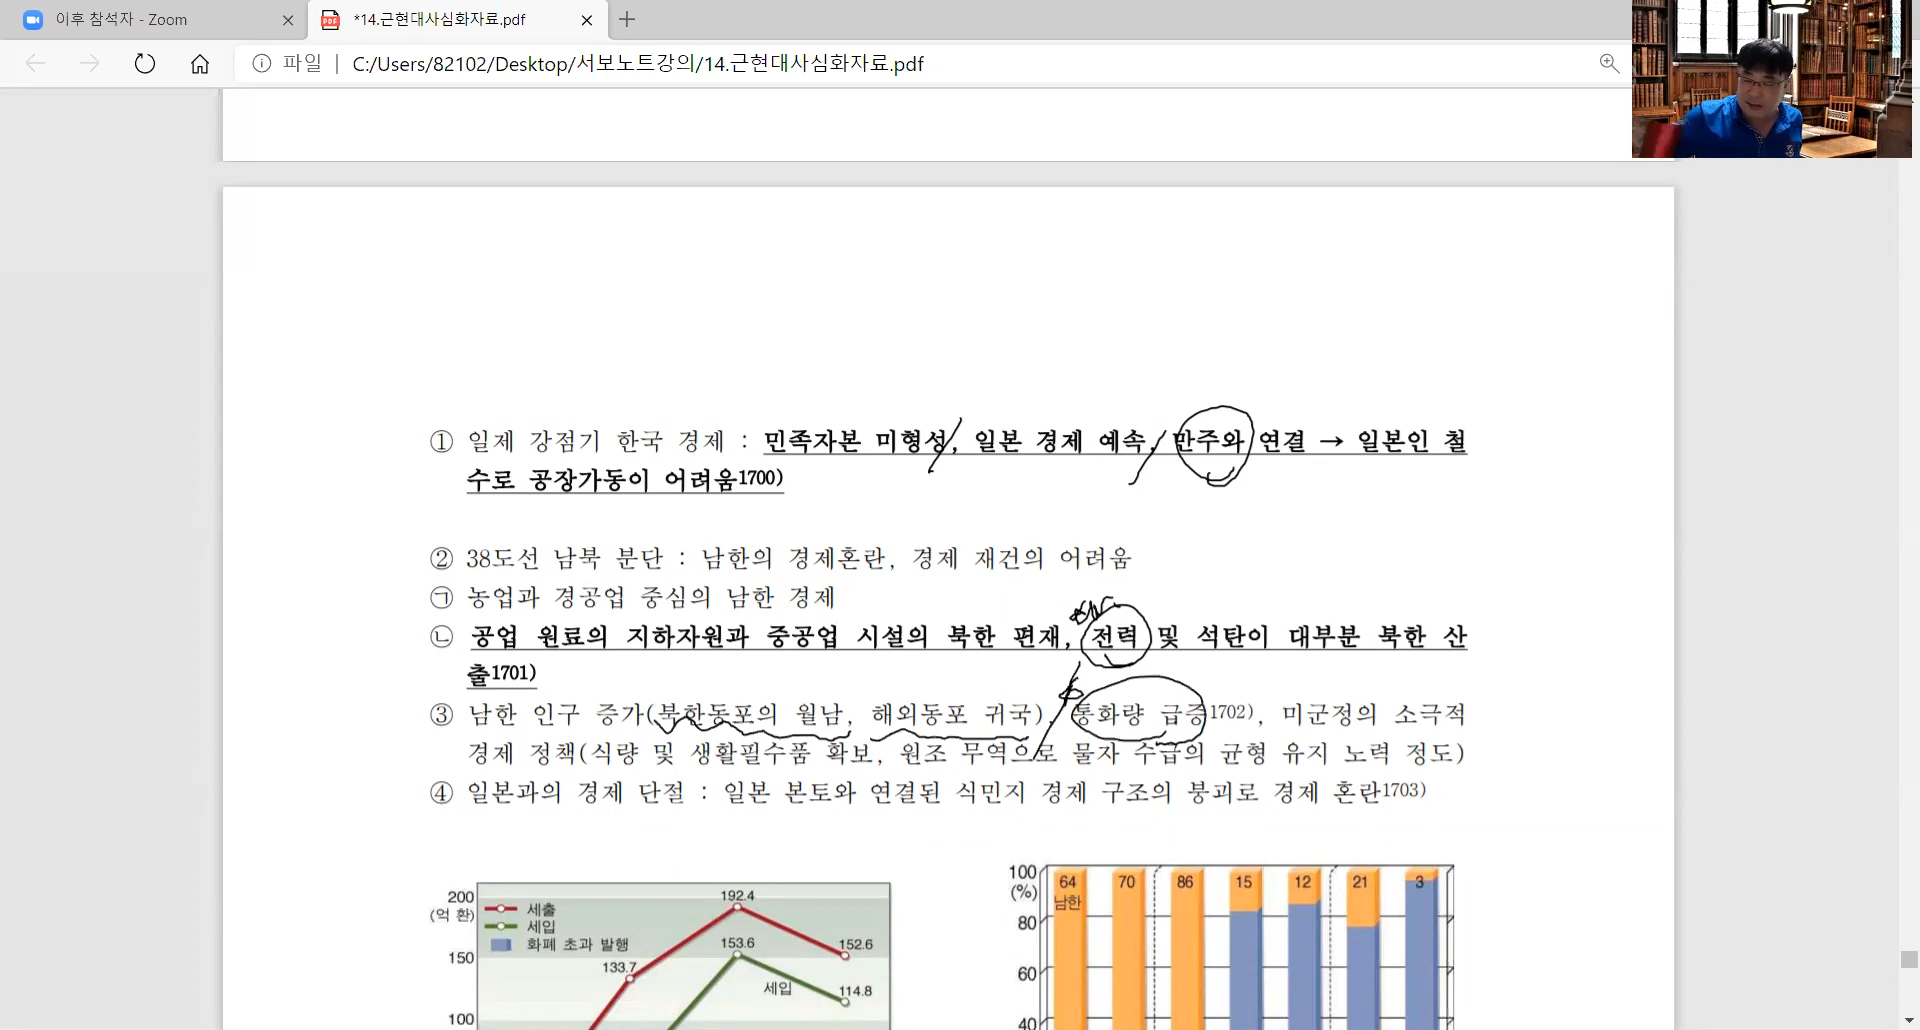 이후 참석자 - Zoom
*14.근현대사심화자료.pdf
파일 | C:/Users/82102/Desktop/서보노트강의/14.근현대사심화자료.pdf
① 일제 강점기 한국 경제 : 민족자본 미형성, 일본 경제 예속, 만주와 연결 → 일본인 철
수로 공장가동이 어려움1700)
② 38도선 남북 분단 : 남한의 경제혼란, 경제 재건의 어려움
㉠ 농업과 경공업 중심의 남한 경제
㉡ 공업 원료의 지하자원과 중공업 시설의 북한 편재, 전력 및 석탄이 대부분 북한 산
출1701)
③ 남한 인구 증가(북한동포의 월남, 해외동포 귀국), 통화량 급증1702), 미군정의 소극적
경제 정책(식량 및 생활필수품 확보, 원조 무역으로 물자 수급의 균형 유지 노력 정도)
④ 일본과의 경제 단절 : 일본 본토와 연결된 식민지 경제 구조의 붕괴로 경제 혼란1703)
200
(억 환)
세출
세입
화폐 초과 발행
192.4
153.6
152.6
150
133.7
세입
114.8
100
100
(%)
64
남한
70
86
15
12
21
3
80
60
40